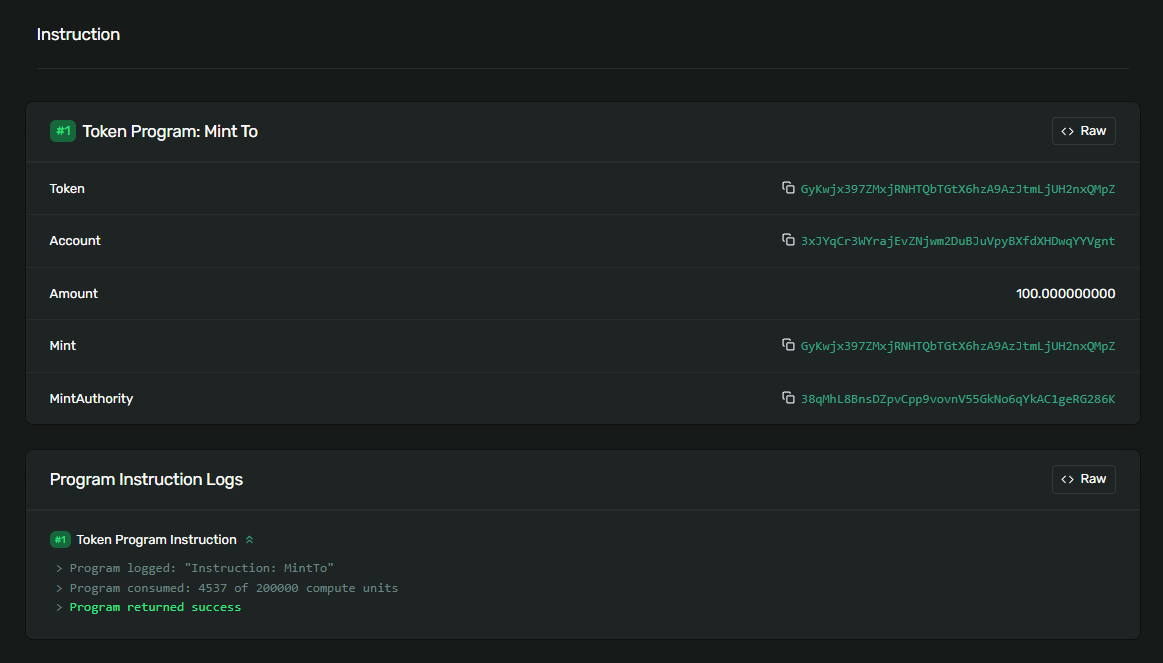 Instruction
#1 Token Program: Mint To
<> Raw
Token
GyKwjx397ZMxjRNHTQbTGtX6hzA9AzJtmLjUH2nxQMpZ
Account
3xJYqCr3WYrajEvZNjwm2DuBJuVpyBXfdXHDwqYYVgnt
Amount
100.000000000
Mint
GyKwjx397ZMxjRNHTQbTGtX6hzA9AzJtmLjUH2nxQMpZ
MintAuthority
38qMhL8BnsDZpvCpp9vovnV55GkNo6qYkAC1geRG286K
Program Instruction Logs
<> Raw
#1 Token Program Instruction
> Program logged: "Instruction: MintTo"
> Program consumed: 4537 of 200000 compute units
> Program returned success